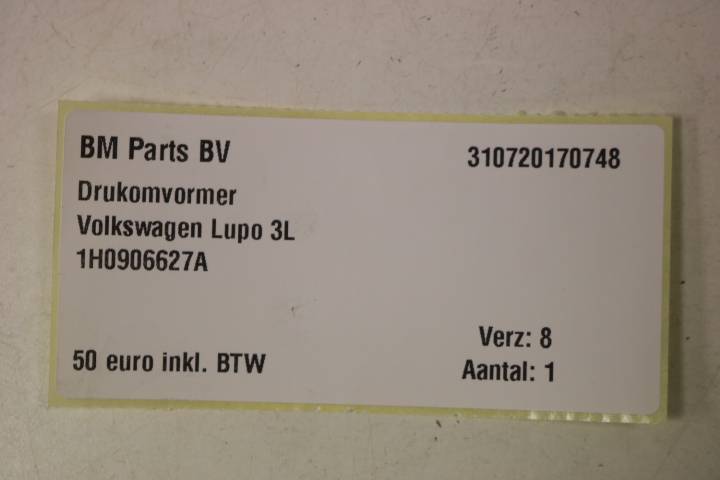 BM Parts BV
310720170748
Drukomvormer
Volkswagen Lupo 3L
1H0906627A
Verz: 8
50 euro inkl. BTW
Aantal: 1